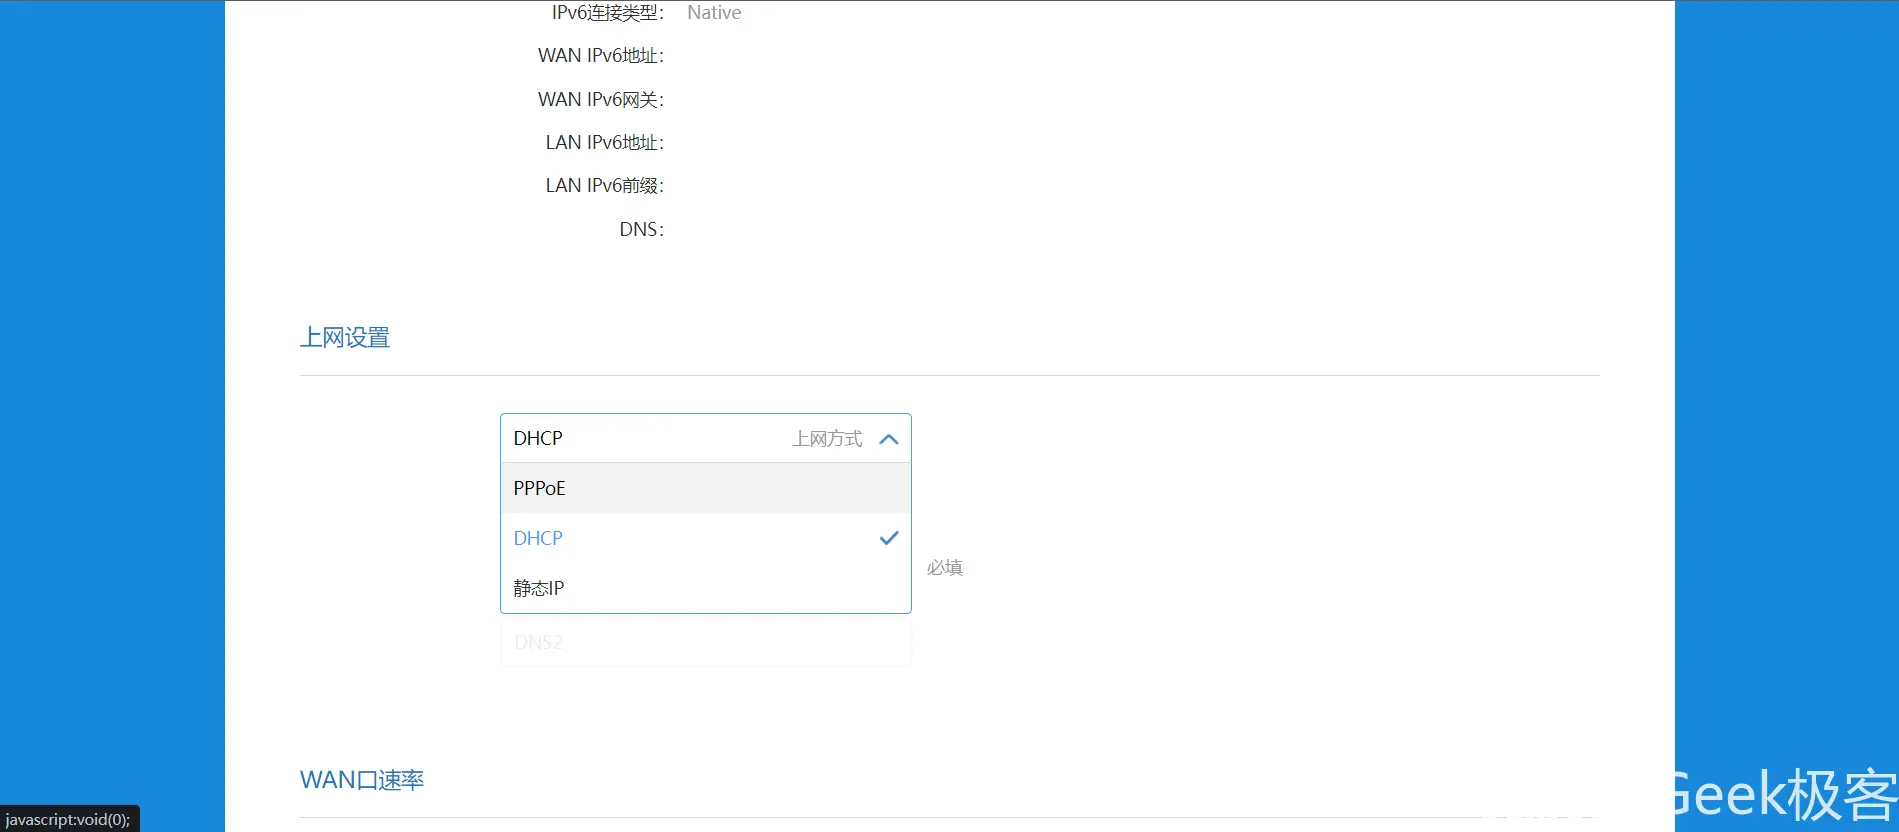 IPv6连接类型： Native
WAN IPv6地址：
WAN IPv6网关：
LAN IPv6地址：
LAN IPv6前缀：
DNS：
上网设置
DHCP 上网方式
PPPoE
DHCP
必填
静态IP
DNS2
WAN口速率
Geek极客
javascript:void(0);